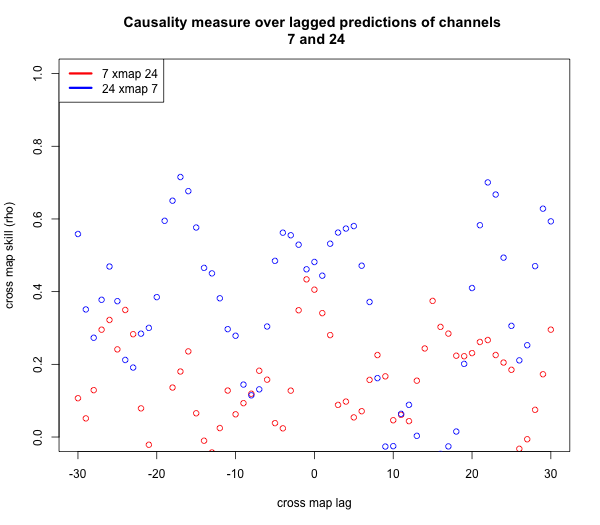 Causality measure over lagged predictions of channels
7 and 24
7 xmap 24
24 xmap 7
cross map skill (rho)
1.0
0.8
0.6
0.4
0.2
0.0
-30 -20 -10 0 10 20 30
cross map lag